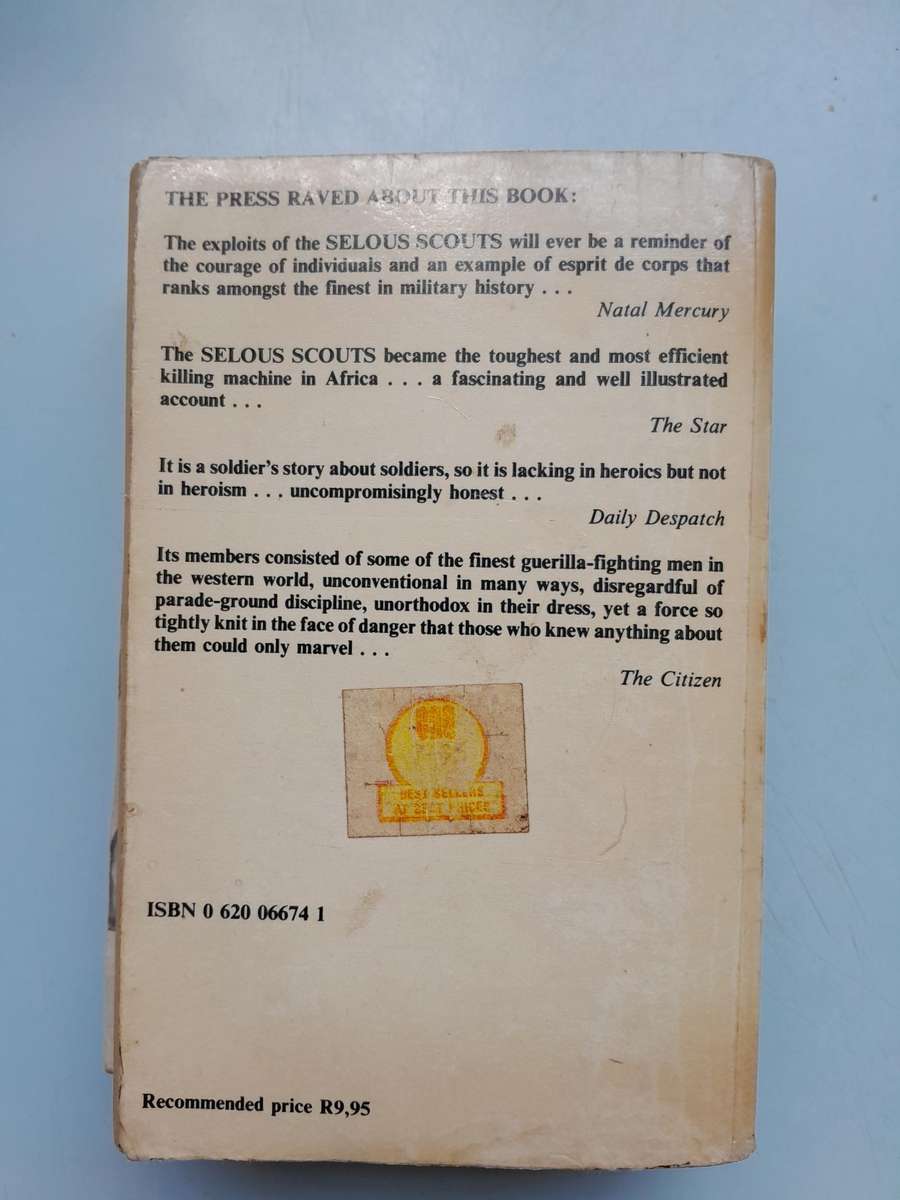 THE PRESS RAVED ABOUT THIS BOOK:
The exploits of the SELOUS SCOUTS will ever be a reminder of
the courage of individuals and an example of esprit de corps that
ranks amongst the finest in military history . . .
Natal Mercury
The SELOUS SCOUTS became the toughest and most efficient
killing machine in Africa . . . a fascinating and well illustrated
account . . .
The Star
It is a soldier's story about soldiers, so it is lacking in heroics but not
in heroism . . . uncompromisingly honest . . .
Daily Despatch
Its members consisted of some of the finest guerilla-fighting men in
the western world, unconventional in many ways, disregardful of
parade-ground discipline, unorthodox in their dress, yet a force so
tightly knit in the face of danger that those who knew anything about
them could only marvel . . .
The Citizen
BEST SELLERS
AT BEST PRICES
ISBN 0 620 06674 1
Recommended price R9,95